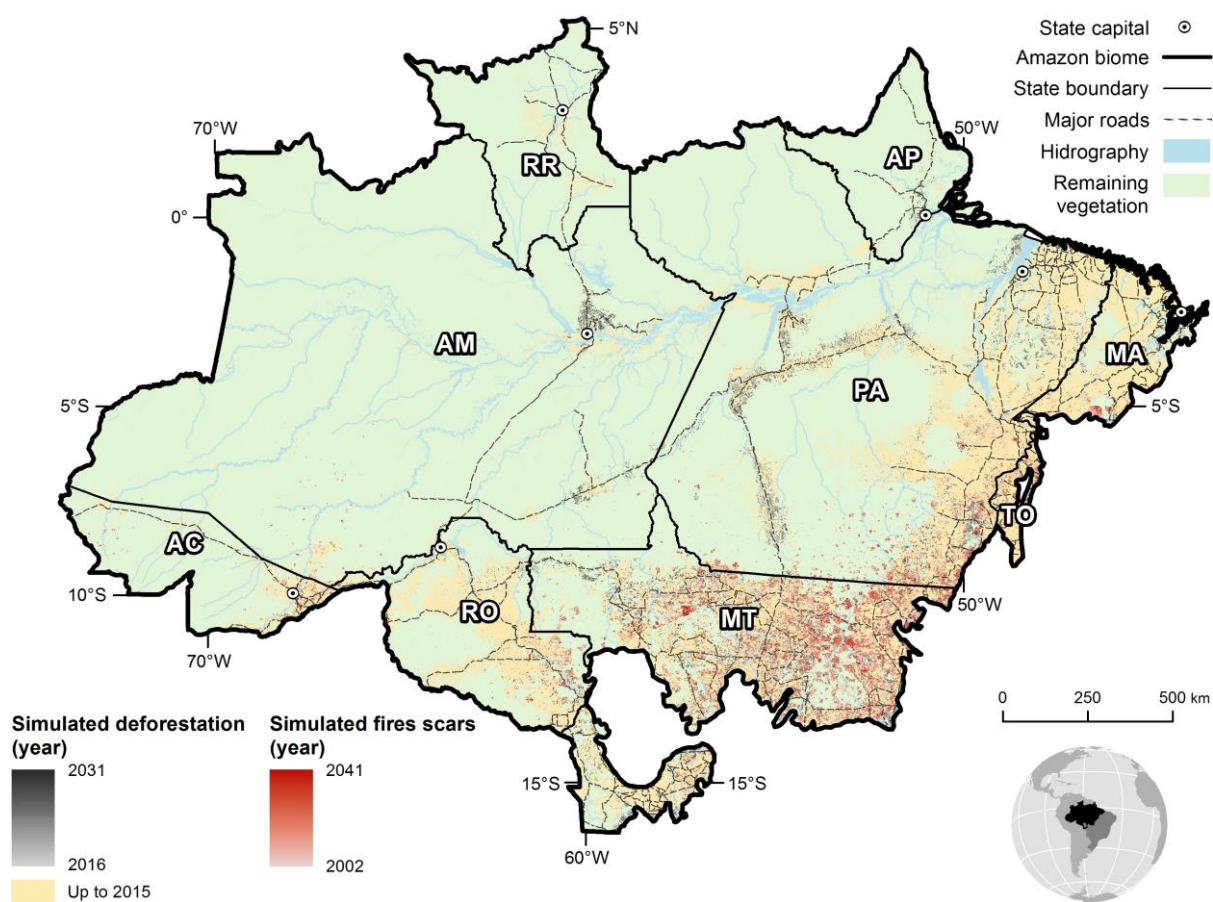 5°N
State capital
Amazon biome
State boundary
Major roads
Hidrography
Remaining
vegetation
70°W
50°W
RR
AP
0°
AM
MA
PA
5°S
5°S
TO
AC
10°S
RO
MT
50°W
70°W
0 250 500 km
Simulated deforestation
(year)
2031
2016
Up to 2015
Simulated fires scars
(year)
2041
2002
15°S
15°S
60°W